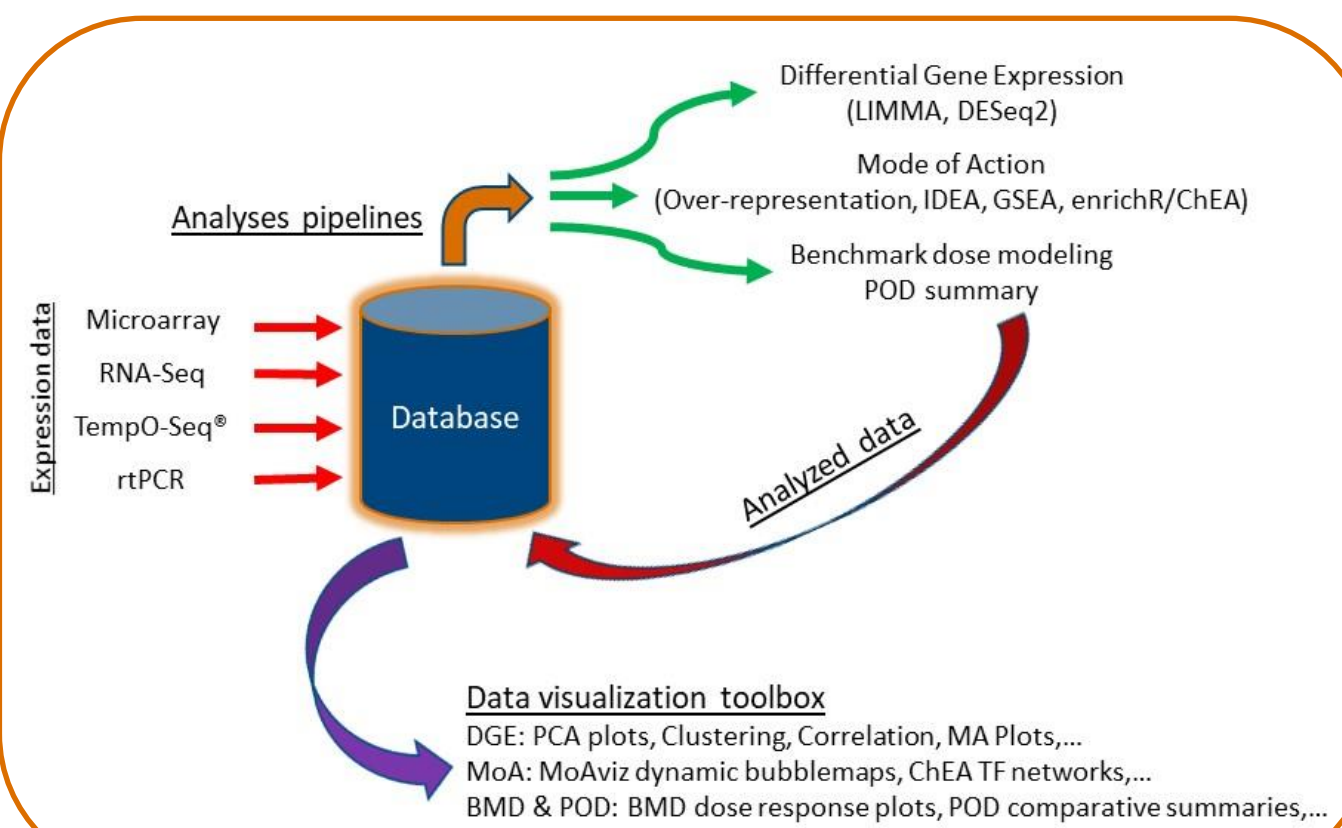 Differential Gene Expression
(LIMMA, DESeq2)
Mode of Action
(Over-representation, IDEA, GSEA, enrichR/ChEA)
Benchmark dose modeling
POD summary
Analyses pipelines
Expression data
Microarray
RNA-Seq
TempO-Seq®
rtPCR
Database
Analyzed data
Data visualization toolbox
DGE: PCA plots, Clustering, Correlation, MA Plots,...
MoA: MoAviz dynamic bubblemaps, ChEA TF networks,...
BMD & POD: BMD dose response plots, POD comparative summaries,...